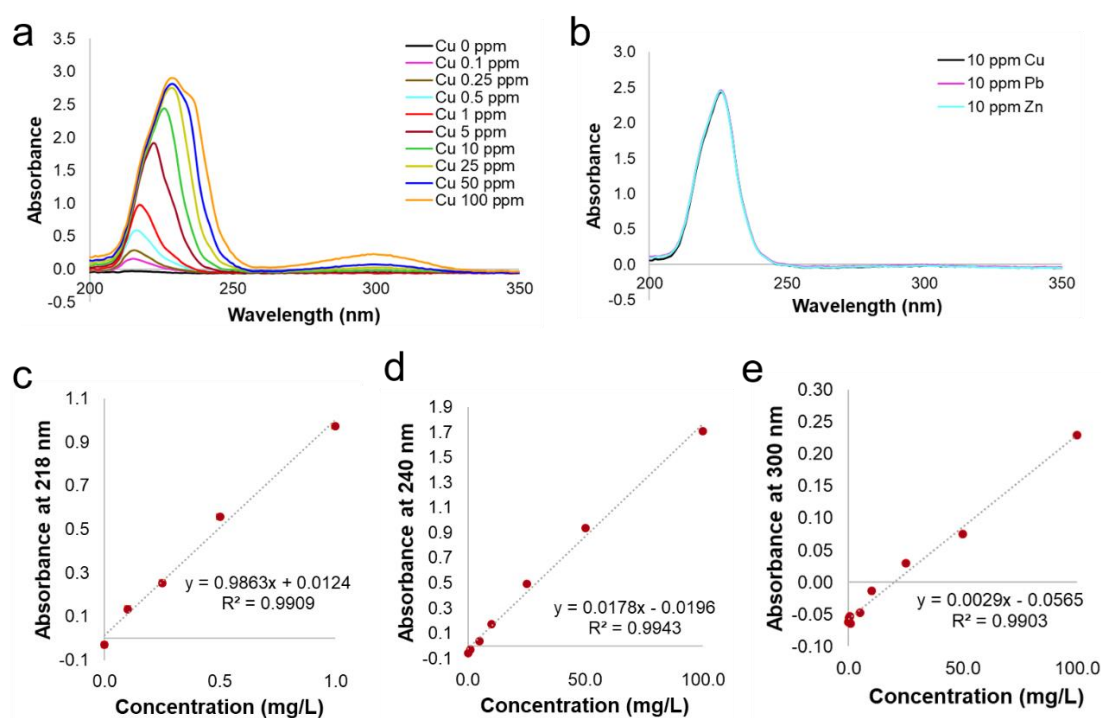 a
3.5
3.0
2.5
2.0
1.5
1.0
0.5
0.0
-0.5
200
250
300
350
Absorbance
Wavelength (nm)
Cu 0 ppm
Cu 0.1 ppm
Cu 0.25 ppm
Cu 0.5 ppm
Cu 1 ppm
Cu 5 ppm
Cu 10 ppm
Cu 25 ppm
Cu 50 ppm
Cu 100 ppm
b
3.0
2.5
2.0
1.5
1.0
0.5
0.0
-0.5
200
250
300
350
Absorbance
Wavelength (nm)
10 ppm Cu
10 ppm Pb
10 ppm Zn
c
1.1
0.9
0.7
0.5
0.3
0.1
-0.1
0.0
0.5
1.0
Absorbance at 218 nm
Concentration (mg/L)
y = 0.9863x + 0.0124
R² = 0.9909
d
1.9
1.7
1.5
1.3
1.1
0.9
0.7
0.5
0.3
0.1
-0.1
0.0
50.0
100.0
Absorbance at 240 nm
Concentration (mg/L)
y = 0.0178x - 0.0196
R² = 0.9943
e
0.30
0.25
0.20
0.15
0.10
0.05
0.00
-0.05
-0.10
0.0
50.0
100.0
Absorbance at 300 nm
Concentration (mg/L)
y = 0.0029x - 0.0565
R² = 0.9903